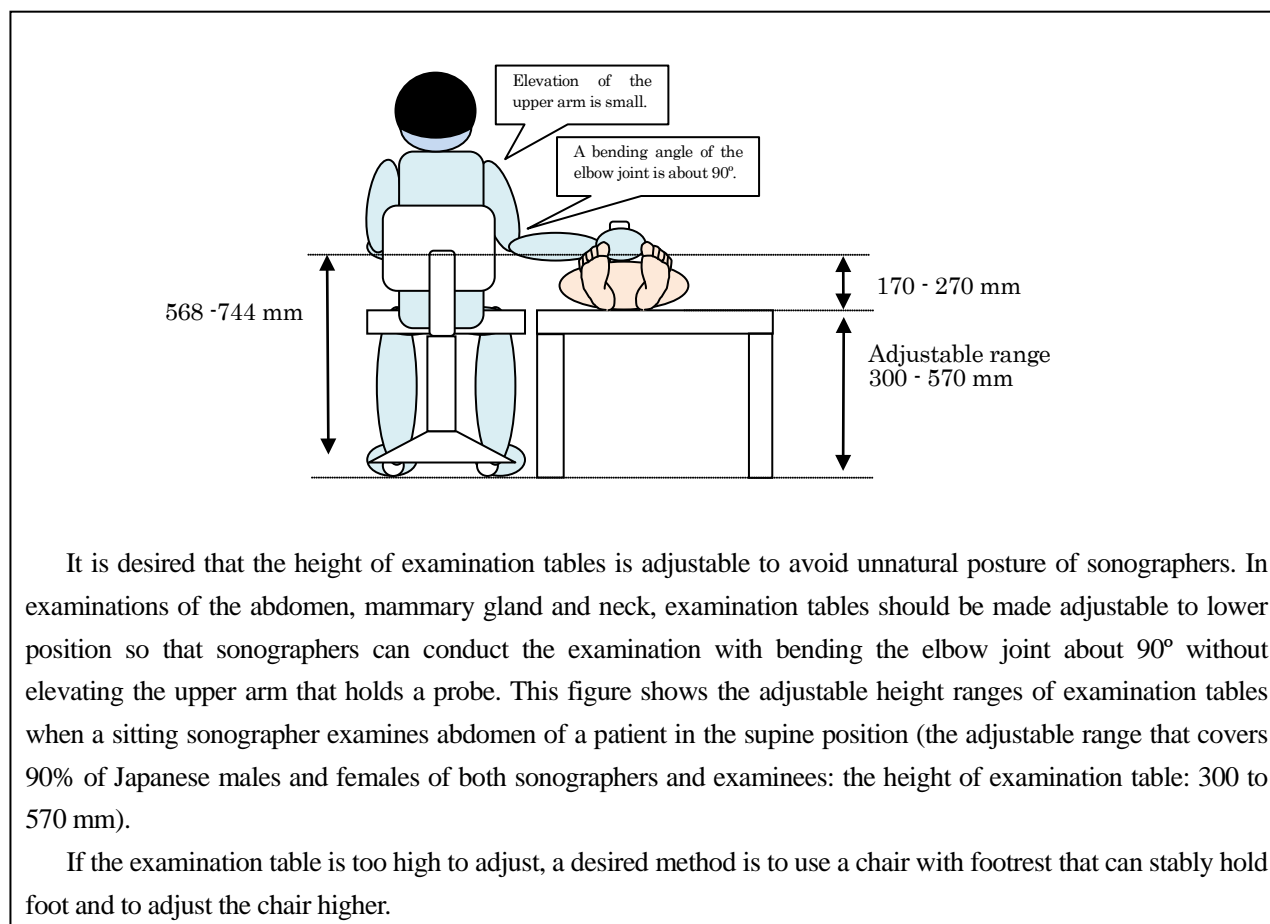 Elevation of the
upper arm is small.
A bending angle of the
elbow joint is about 90º.
568 -744 mm
170 - 270 mm
Adjustable range
300 - 570 mm
It is desired that the height of examination tables is adjustable to avoid unnatural posture of sonographers. In
examinations of the abdomen, mammary gland and neck, examination tables should be made adjustable to lower
position so that sonographers can conduct the examination with bending the elbow joint about 90º without
elevating the upper arm that holds a probe. This figure shows the adjustable height ranges of examination tables
when a sitting sonographer examines abdomen of a patient in the supine position (the adjustable range that covers
90% of Japanese males and females of both sonographers and examinees: the height of examination table: 300 to
570 mm).
If the examination table is too high to adjust, a desired method is to use a chair with footrest that can stably hold
foot and to adjust the chair higher.